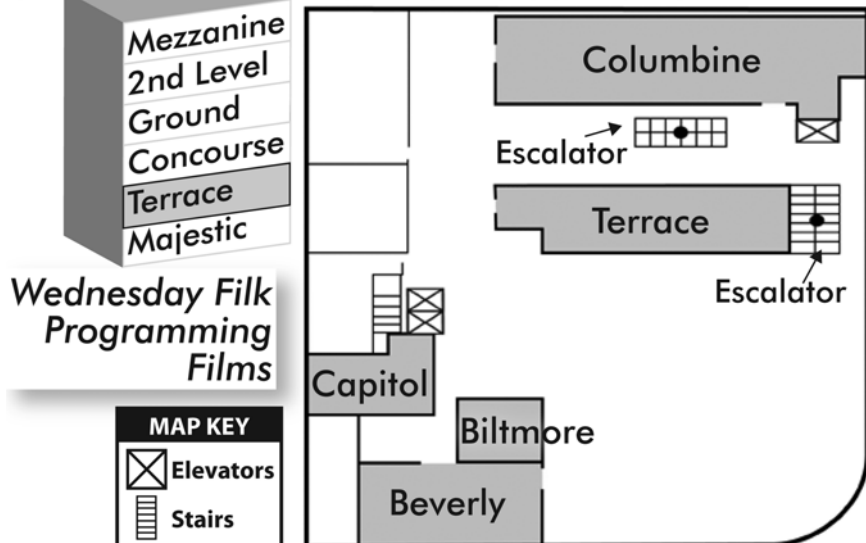 Mezzanine
2nd Level
Ground
Concourse
Terrace
Majestic
Wednesday Filk
Programming
Films
MAP KEY
Elevators
Stairs
Columbine
Escalator
Terrace
Escalator
Capitol
Biltmore
Beverly